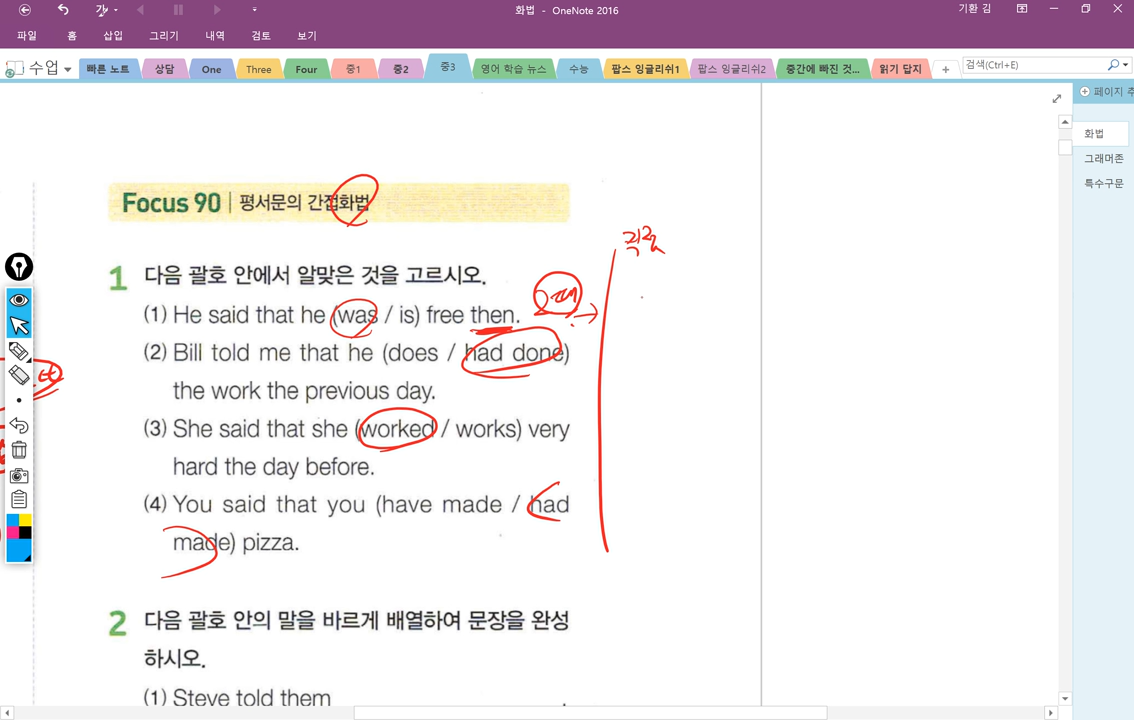 화법 - OneNote 2016
기환 김
파일 홈 삽입 그리기 내역 검토 보기
수업 빠른 노트 상담 One Three Four 중1 중2 중3 영어 학습 뉴스 수능 팝스 잉글리쉬1 팝스 잉글리쉬2 중간에 빠진 것... 읽기 답지 검색(Ctrl+E)
페이지 추
화법
그래머존
특수구문
Focus 90 | 평서문의 간접화법
1 다음 괄호 안에서 알맞은 것을 고르시오.
(1) He said that he (was / is) free then.
(2) Bill told me that he (does / had done)
the work the previous day.
(3) She said that she (worked / works) very
hard the day before.
(4) You said that you (have made / had
made) pizza.
2 다음 괄호 안의 말을 바르게 배열하여 문장을 완성
하시오.
(1) Steve told them